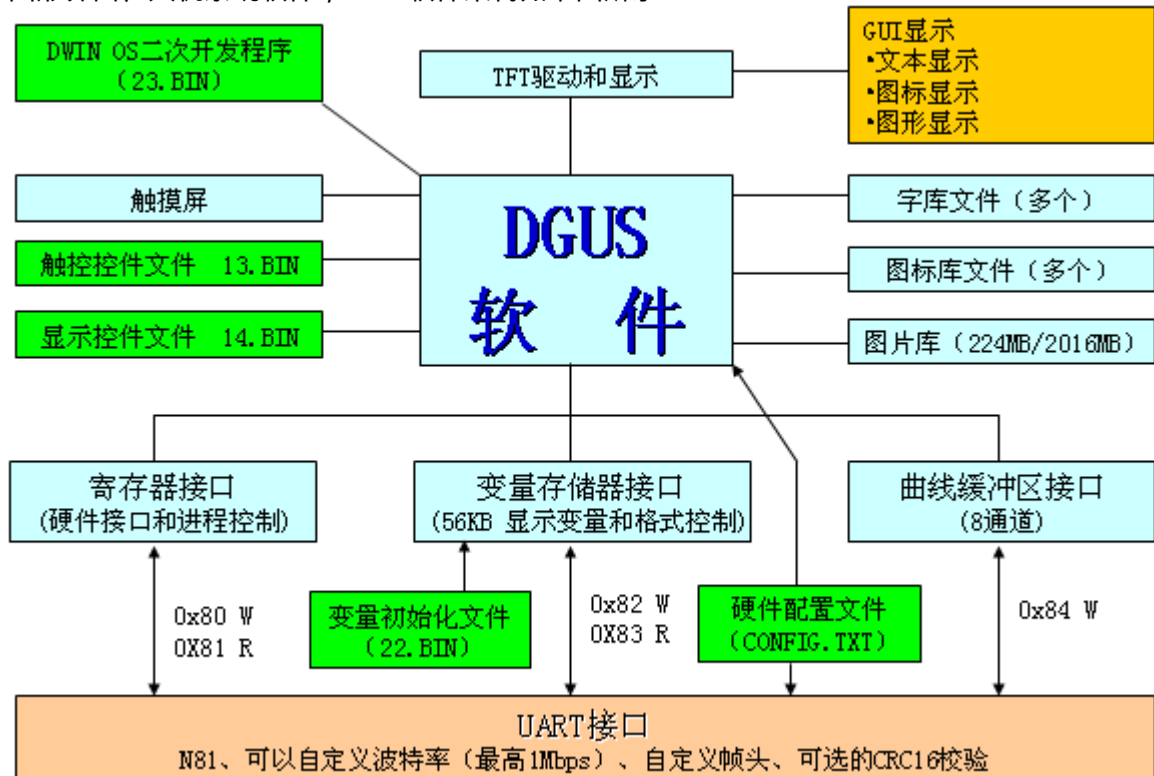 DWIN OS二次开发程序
(23.BIN)
TFT驱动和显示
GUI显示
•文本显示
•图标显示
•图形显示
触摸屏
触控控件文件 13.BIN
显示控件文件 14.BIN
DGUS
软 件
字库文件（多个）
图标库文件（多个）
图片库（224MB/2016MB）
寄存器接口
(硬件接口和进程控制)
变量存储器接口
(56KB 显示变量和格式控制)
曲线缓冲区接口
(8通道)
0x80 W
0X81 R
变量初始化文件
(22.BIN)
0x82 W
0X83 R
硬件配置文件
(CONFIG.TXT)
0x84 W
UART接口
N81、可以自定义波特率（最高1Mbps）、自定义帧头、可选的CRC16校验